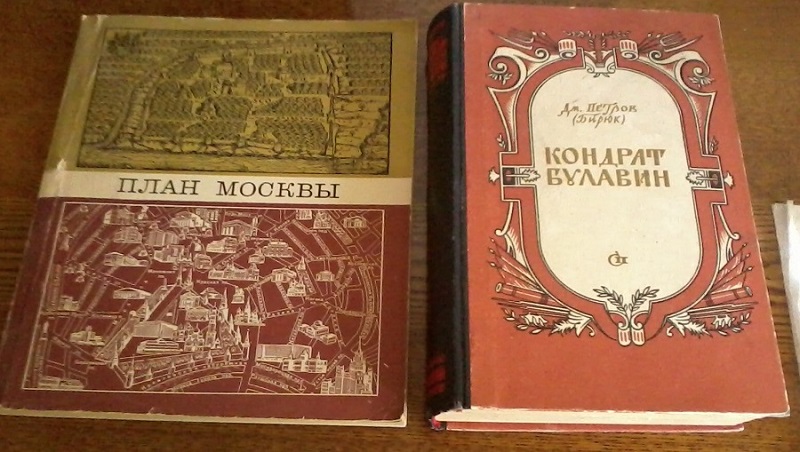 ПЛАН МОСКВЫ
Дм. ПЕТРОВ
(БИРЮК)
КОНДРАТ
БУЛАВИН